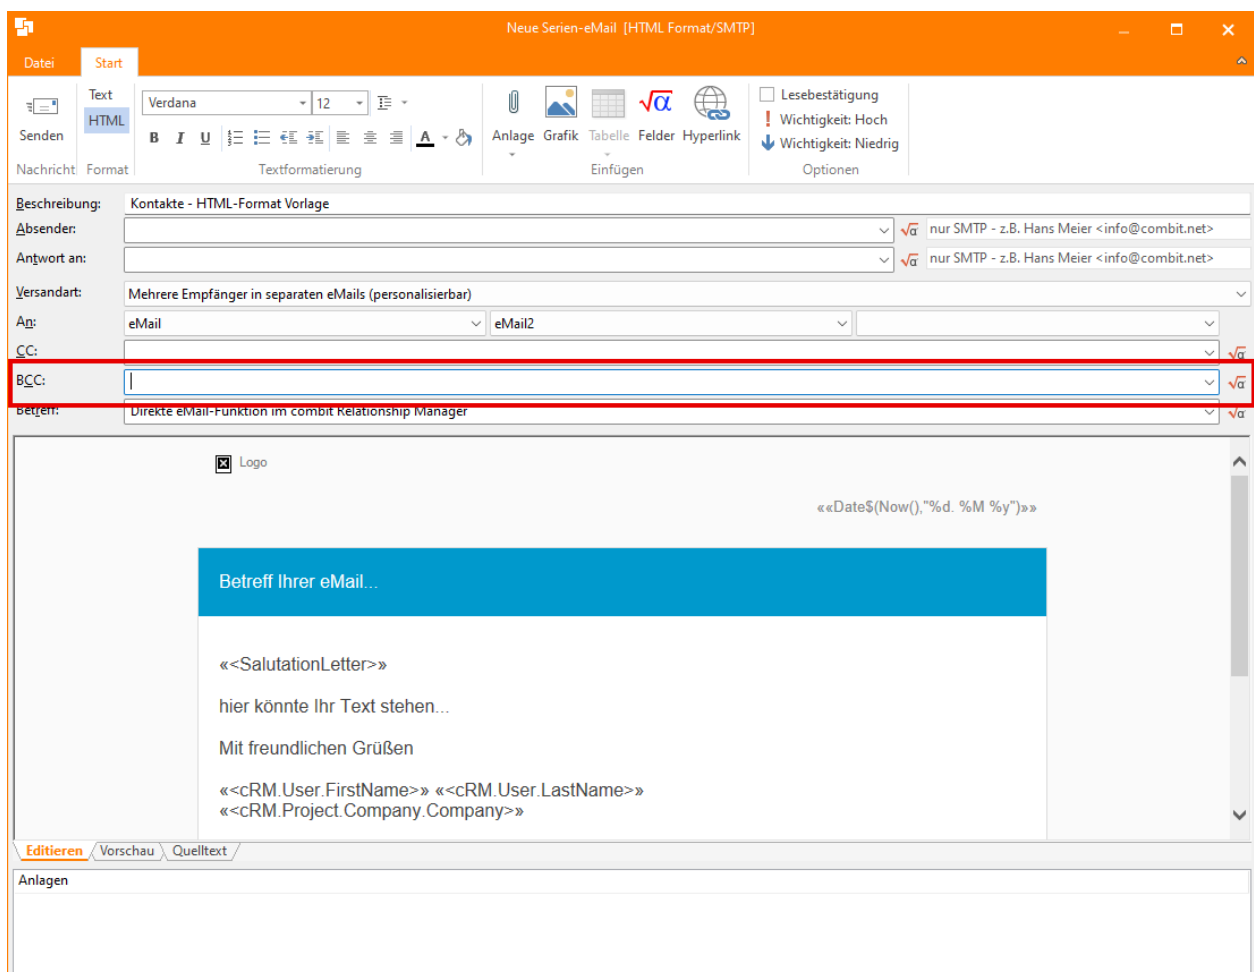 Neue Serien-eMail [HTML Format/SMTP]
Datei Start
Senden
Text
HTML
Verdana 12
B I U A
Anlage Grafik Tabelle Felder Hyperlink
Lesebestätigung
Wichtigkeit: Hoch
Wichtigkeit: Niedrig
Nachricht Format Textformatierung Einfügen Optionen
Beschreibung: Kontakte - HTML-Format Vorlage
Absender: nur SMTP - z.B. Hans Meier <info@combit.net>
Antwort an: nur SMTP - z.B. Hans Meier <info@combit.net>
Versandart: Mehrere Empfänger in separaten eMails (personalisierbar)
An: eMail eMail2
CC:
BCC:
Betreff: Direkte eMail-Funktion im combit Relationship Manager
Logo
««Date$(Now(),"%d. %M %y")»»
Betreff Ihrer eMail...
«<SalutationLetter>»
hier könnte Ihr Text stehen...
Mit freundlichen Grüßen
«<cRM.User.FirstName>» «<cRM.User.LastName>»
«<cRM.Project.Company.Company>»
Editieren Vorschau Quelltext
Anlagen